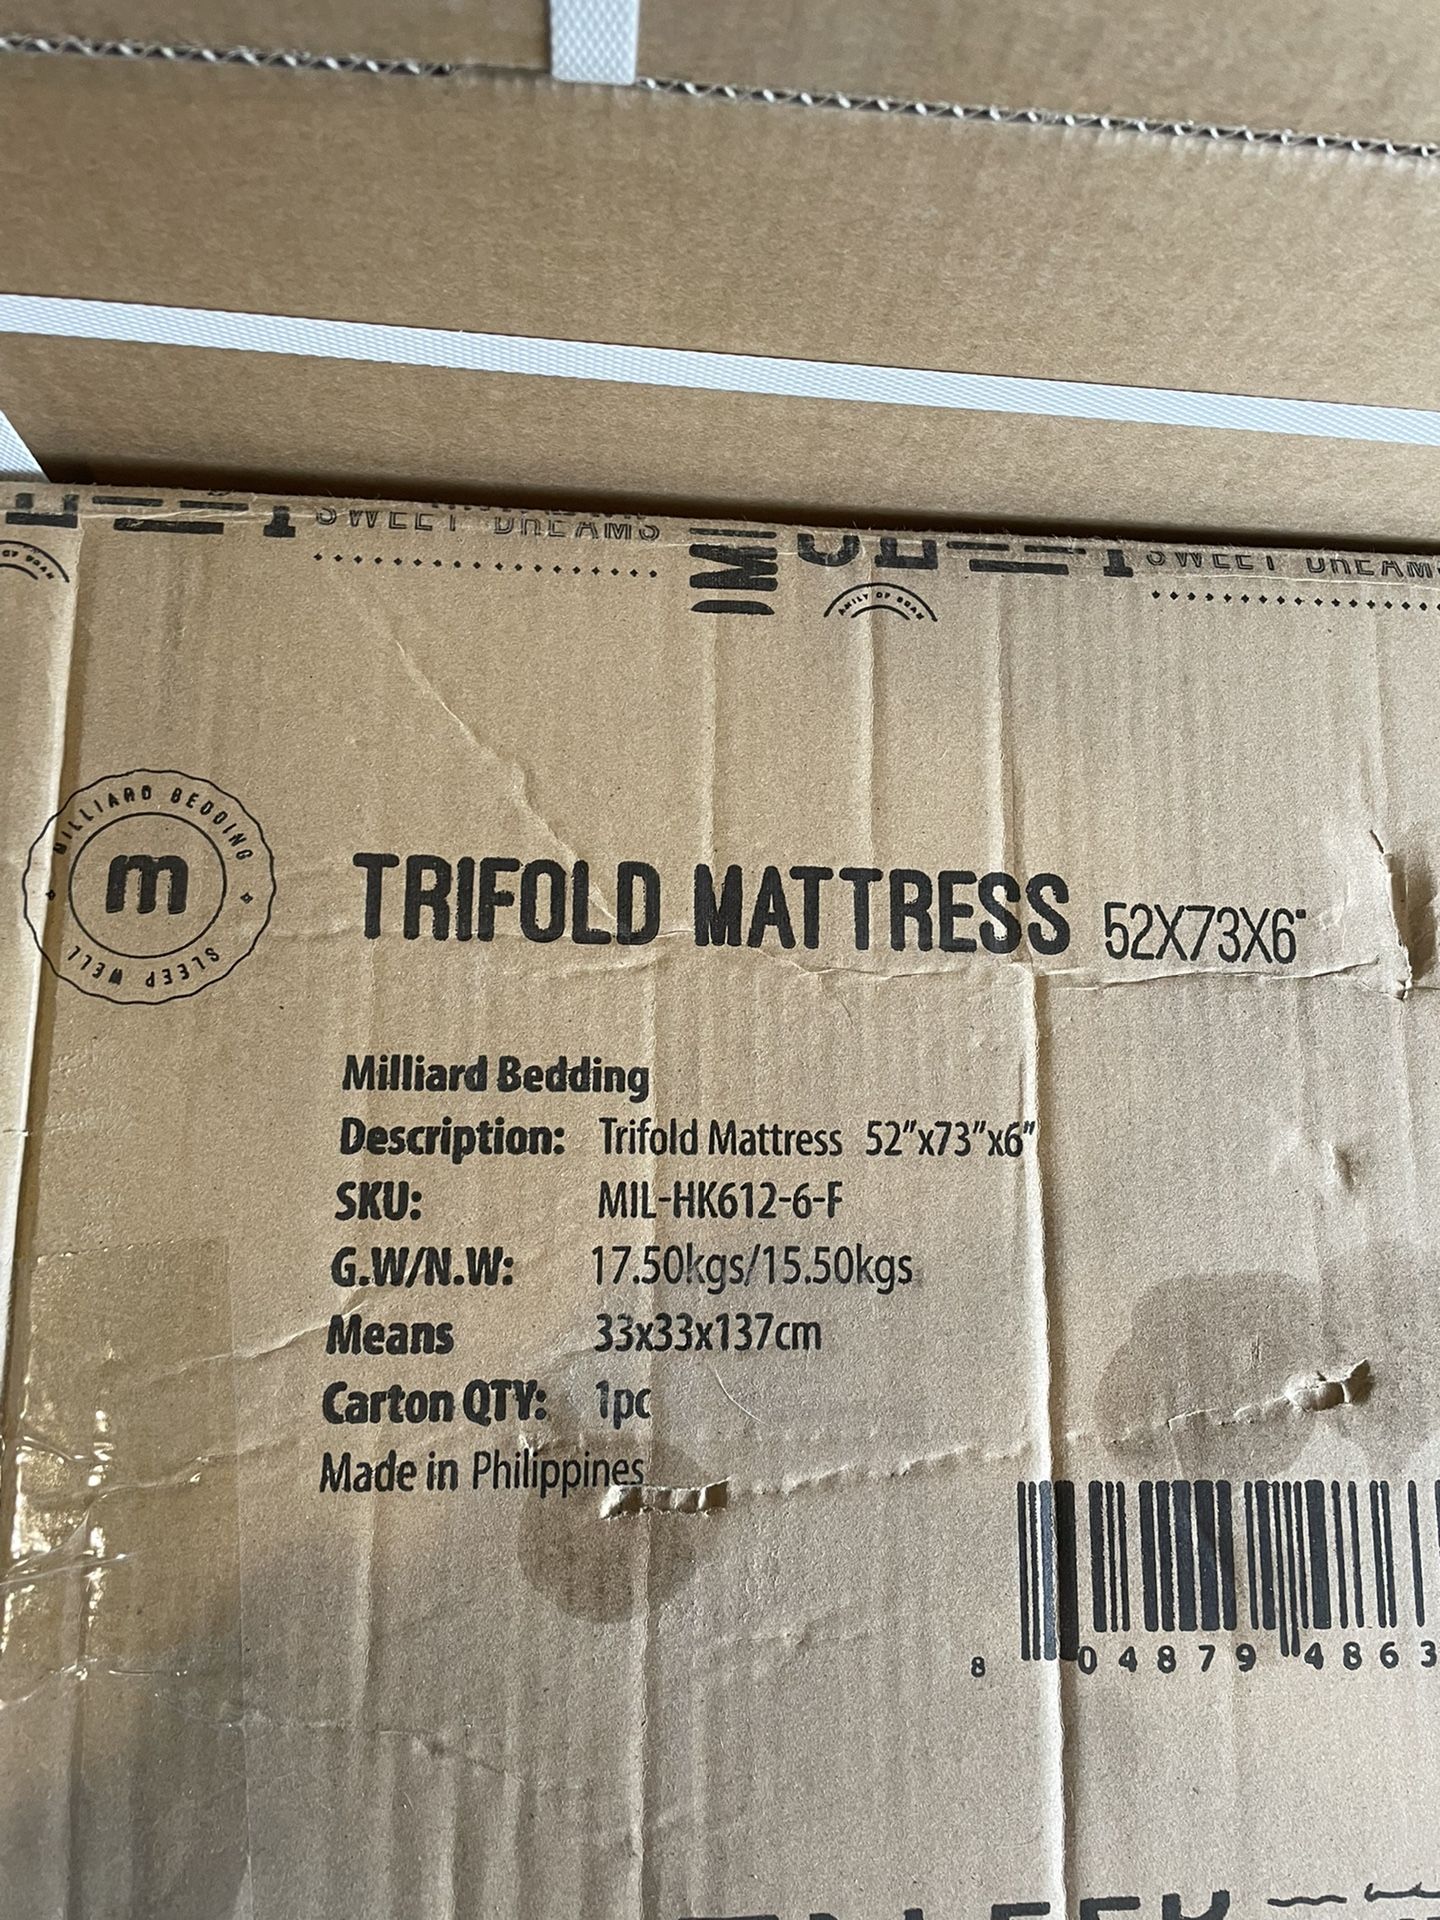 SWEET DREAMS
SWEET DREAM
MILLIARD BEDDING
m
SLEEP WELL
TRIFOLD MATTRESS 52X73X6"
Milliard Bedding
Description: Trifold Mattress 52”x73”x6”
SKU: MIL-HK612-6-F
G.W/N.W: 17.50kgs/15.50kgs
Means 33x33x137cm
Carton QTY: 1pc
Made in Philippines
8 04879 4863